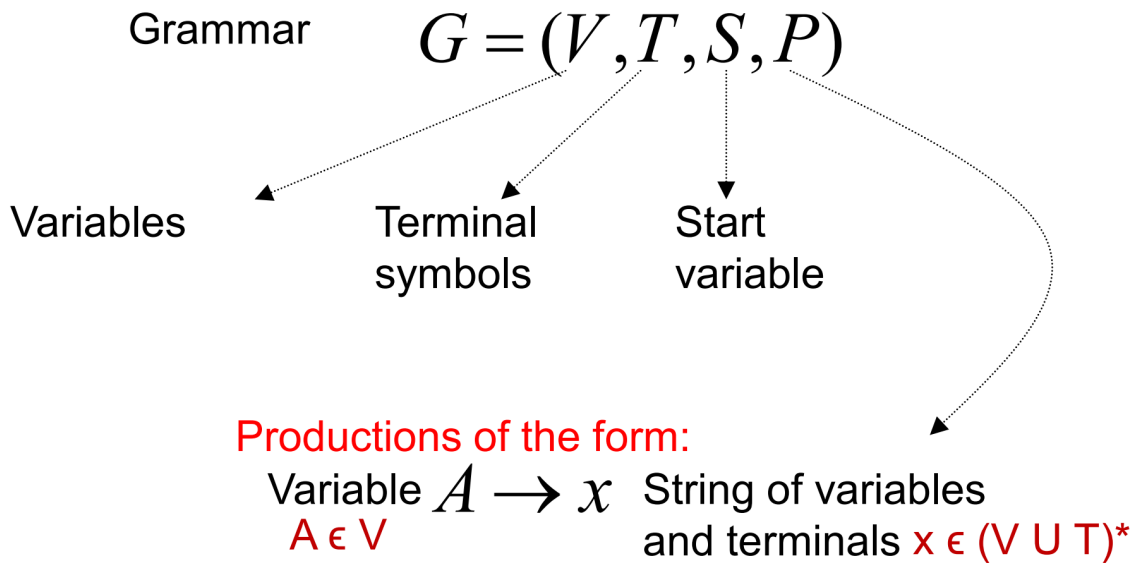 Grammar G = (V, T, S, P)
Variables Terminal symbols Start variable
Productions of the form:
Variable A → x String of variables
A ϵ V and terminals x ϵ (V U T)*